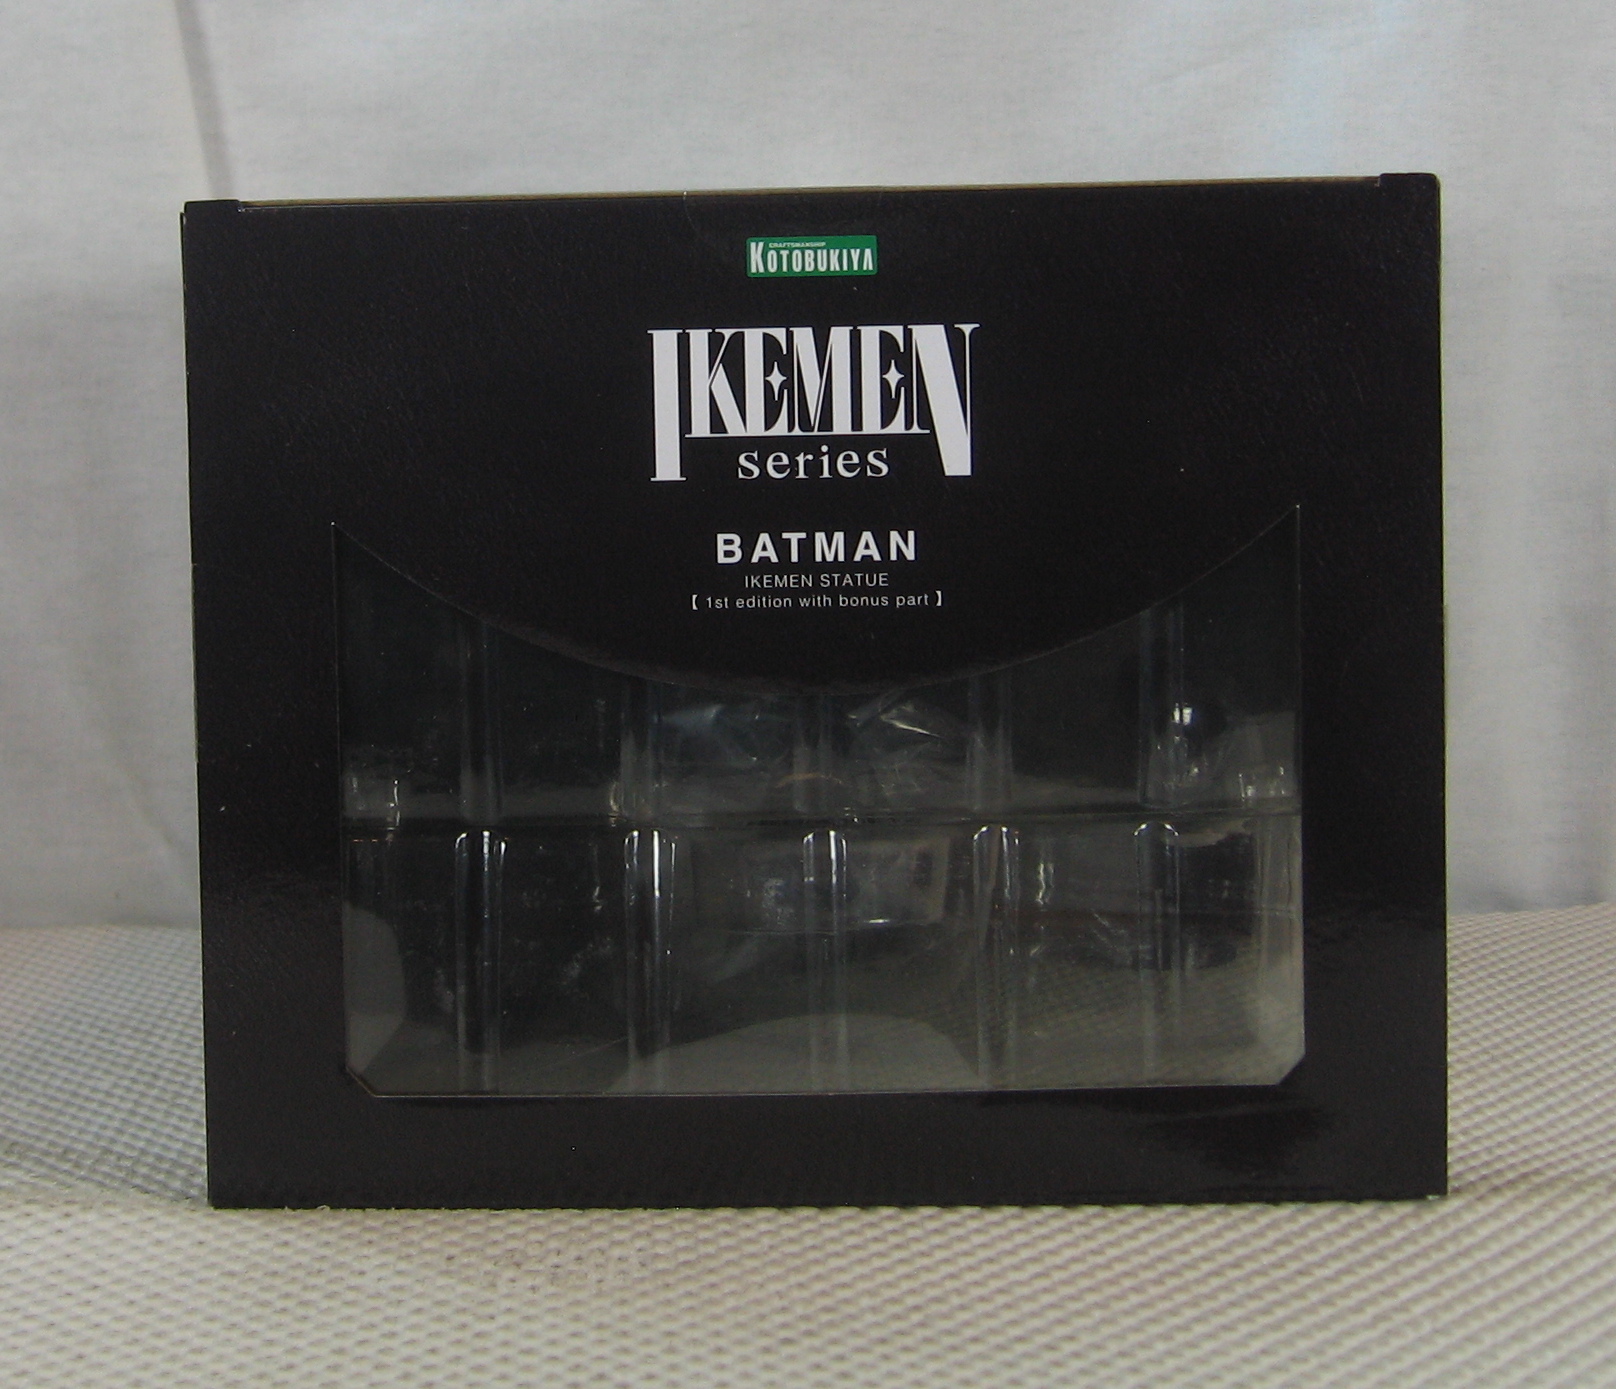 CRAFTSMANSHIP
KOTOBUKIYA
IKEMEN
series
BATMAN
IKEMEN STATUE
【 1st edition with bonus part 】